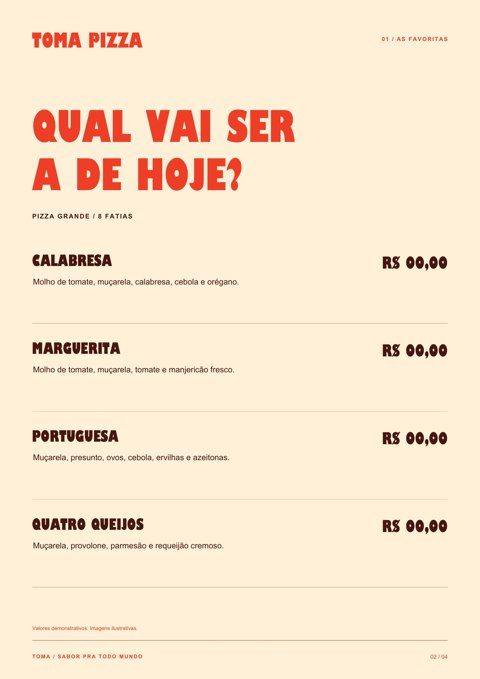 TOMA PIZZA
01 / AS FAVORITAS
QUAL VAI SER
A DE HOJE?
PIZZA GRANDE / 8 FATIAS
CALABRESA
R$ 00,00
Molho de tomate, muçarela, calabresa, cebola e orégano.
MARGUERITA
R$ 00,00
Molho de tomate, muçarela, tomate e manjericão fresco.
PORTUGUESA
R$ 00,00
Muçarela, presunto, ovos, cebola, ervilhas e azeitonas.
QUATRO QUEIJOS
R$ 00,00
Muçarela, provolone, parmesão e requeijão cremoso.
Valores demonstrativos. Imagens ilustrativas.
TOMA / SABOR PRA TODO MUNDO
02 / 04